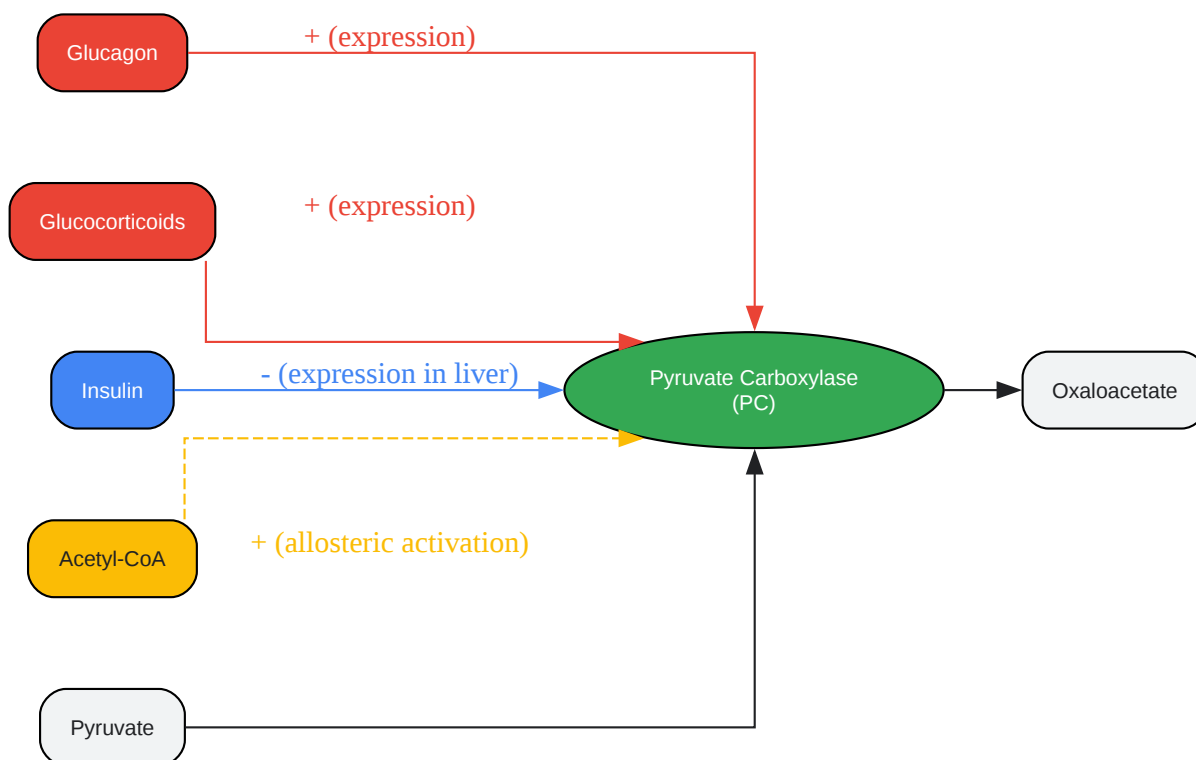 Glucagon
+ (expression)
Glucocorticoids
+ (expression)
Insulin
- (expression in liver)
Pyruvate Carboxylase
(PC)
Oxaloacetate
Acetyl-CoA
+ (allosteric activation)
Pyruvate